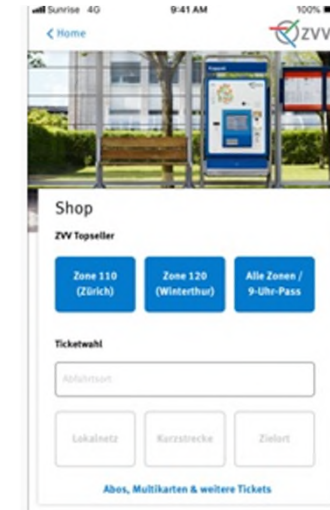 Sunrise 4G 9:41 AM 100%
Home
ZVV
Shop
ZVV Topseller
Zone 110
(Zürich)
Zone 120
(Winterthur)
Alle Zonen /
9-Uhr-Pass
Ticketwahl
Abfahrtsort
Lokalnetz
Kurzstrecke
Zielort
Abos, Multikarten & weitere Tickets